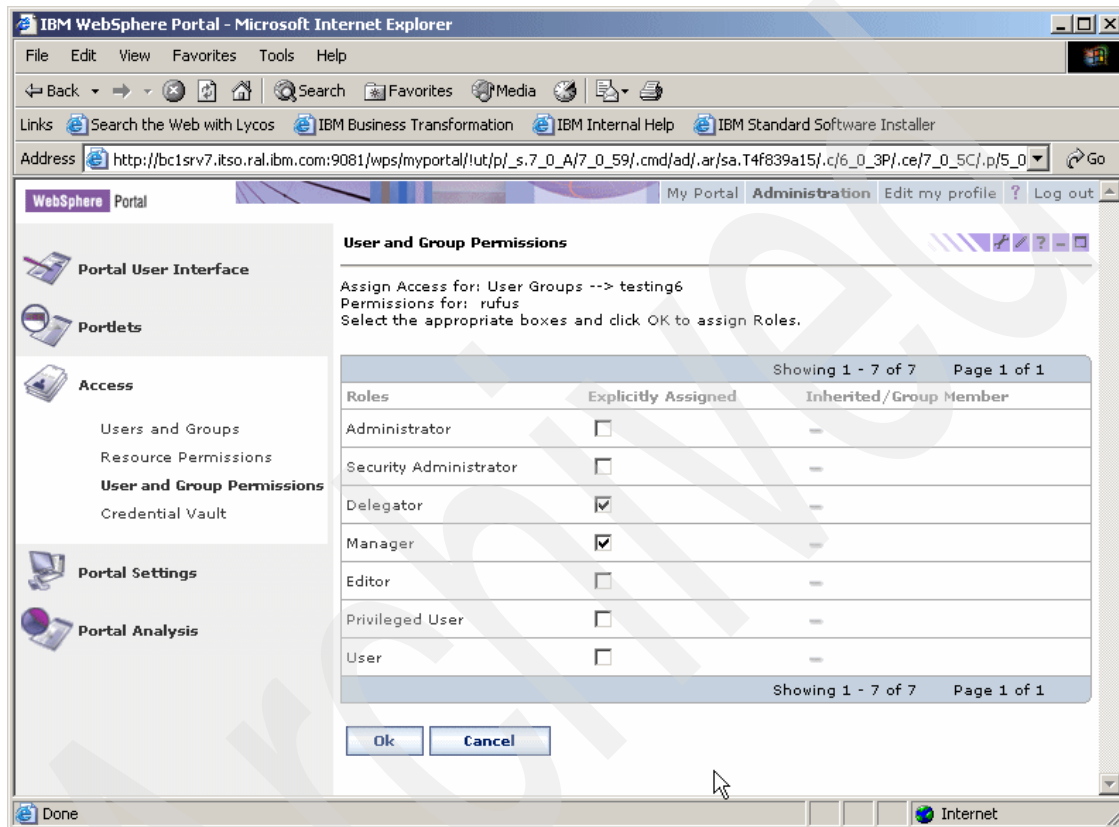 IBM WebSphere Portal - Microsoft Internet Explorer
File Edit View Favorites Tools Help
Back Search Favorites Media
Links Search the Web with Lycos IBM Business Transformation IBM Internal Help IBM Standard Software Installer
Address http://bc1srv7.itso.ral.ibm.com:9081/wps/myportal/!ut/p/_s.7_0_A/7_0_59/.cmd/ad/.ar/sa.T4f839a15/.c/6_0_3P/.ce/7_0_5C/.p/5_0 Go
WebSphere Portal My Portal Administration Edit my profile ? Log out
User and Group Permissions ?
Portal User Interface
Assign Access for: User Groups --> testing6
Permissions for: rufus
Select the appropriate boxes and click OK to assign Roles.
Portlets
Access
Users and Groups
Resource Permissions
User and Group Permissions
Credential Vault
Portal Settings
Portal Analysis
Showing 1 - 7 of 7 Page 1 of 1
Roles Explicitly Assigned Inherited/Group Member
Administrator
Security Administrator
Delegator
Manager
Editor
Privileged User
User
Showing 1 - 7 of 7 Page 1 of 1
Ok Cancel
Done Internet
Archived